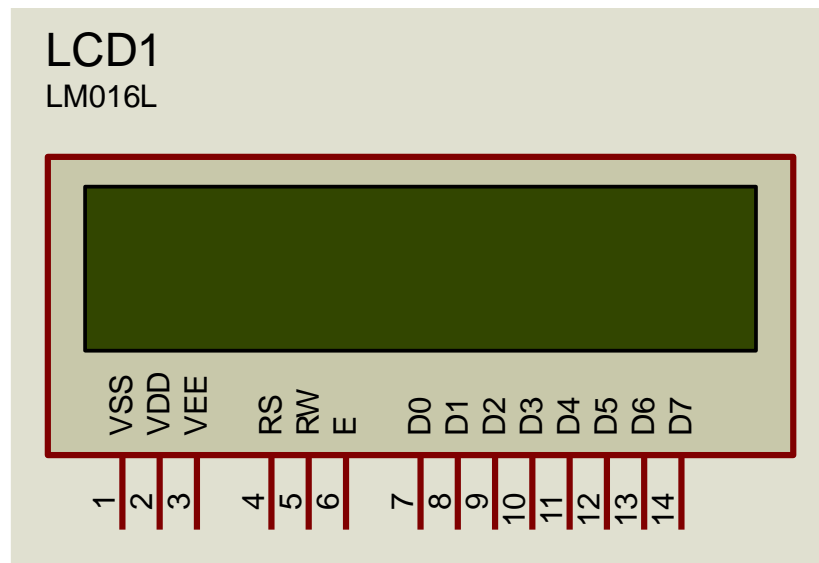 LCD1
LM016L
VSS VDD VEE RS RW E D0 D1 D2 D3 D4 D5 D6 D7
1 2 3 4 5 6 7 8 9 10 11 12 13 14